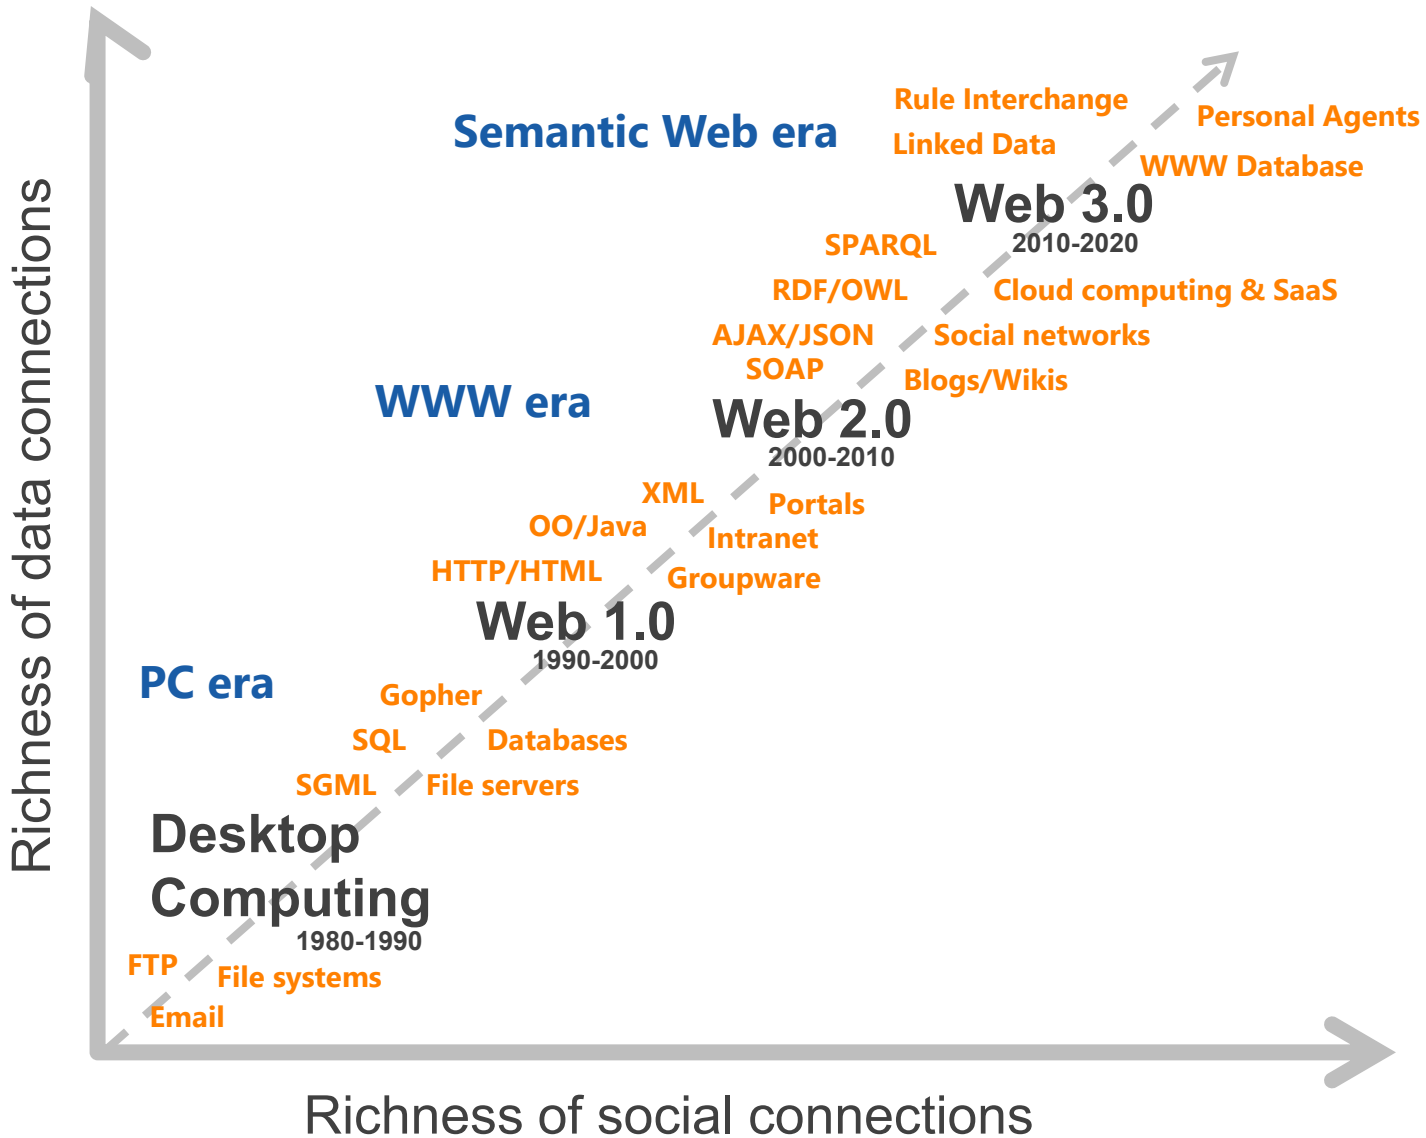 Rule Interchange
Personal Agents
Semantic Web era
Linked Data
WWW Database
Web 3.0
2010-2020
SPARQL
RDF/OWL
Cloud computing & SaaS
AJAX/JSON
Social networks
SOAP
Blogs/Wikis
WWW era
Web 2.0
2000-2010
XML
Portals
OO/Java
Intranet
HTTP/HTML
Groupware
Web 1.0
1990-2000
PC era
Gopher
SQL
Databases
SGML
File servers
Desktop
Computing
1980-1990
FTP
File systems
Email
Richness of data connections
Richness of social connections